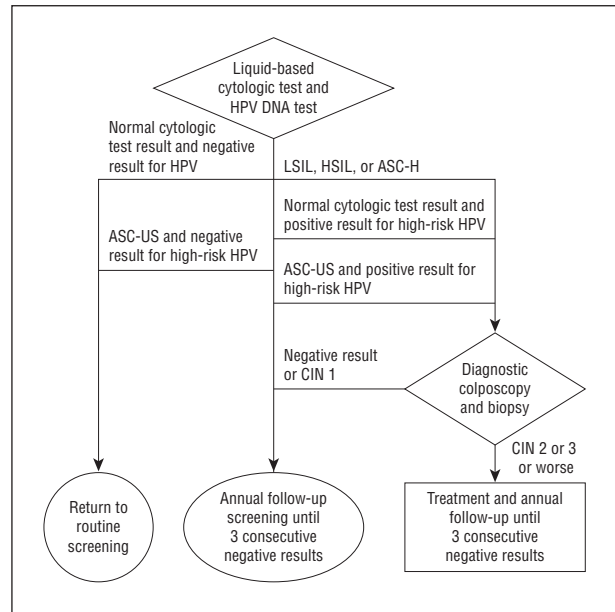 Liquid-based
cytologic test and
HPV DNA test
Normal cytologic
test result and negative
result for HPV
LSIL, HSIL, or ASC-H
Normal cytologic test result and
positive result for high-risk HPV
ASC-US and negative
result for high-risk HPV
ASC-US and positive result for
high-risk HPV
Negative result
or CIN 1
Diagnostic
colposcopy
and biopsy
CIN 2 or 3
or worse
Return to
routine
screening
Annual follow-up
screening until
3 consecutive
negative results
Treatment and annual
follow-up until
3 consecutive
negative results